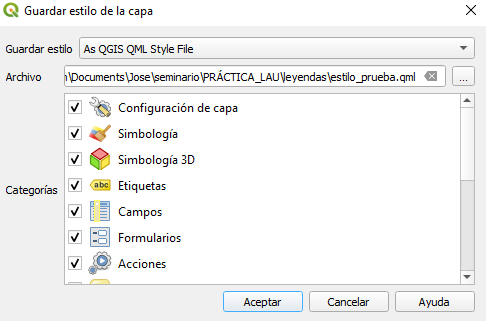 Guardar estilo de la capa
Guardar estilo As QGIS QML Style File
Archivo ı\Documents\Jose\seminario\PRÁCTICA_LAU\leyendas\estilo_prueba.qml ...
Categorías
Configuración de capa
Simbología
Simbología 3D
abc Etiquetas
Campos
Formularios
Acciones
Aceptar Cancelar Ayuda